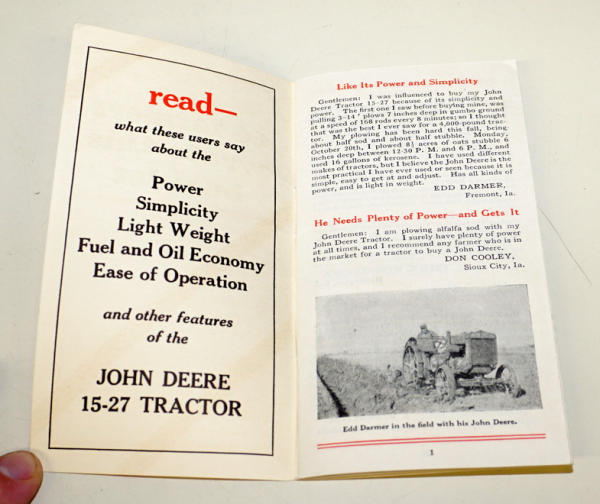 read—
what these users say
about the
Power
Simplicity
Light Weight
Fuel and Oil Economy
Ease of Operation
and other features
of the
JOHN DEERE
15-27 TRACTOR
Like Its Power and Simplicity
Gentlemen: I was influenced to buy my John
Deere Tractor 15-27 because of its simplicity and
power. The first one I saw before buying mine, was
pulling 3-14' plows 7 inches deep in gumbo ground
at a speed of 168 rods every 8 minutes; so I thought
that was the best I ever saw for a 4,000-pound trac-
tor. My plowing has been hard this fall, being
about half sod and about half stubble. Monday,
October 20th, I plowed 8½ acres of oats stubble 6
inches deep between 12-30 P. M. and 6 P. M., and
used 16 gallons of kerosene. I have used different
makes of tractors, but I believe the John Deere is the
most practical I have ever used or seen because it is
simple, easy to get at and adjust. Has all kinds of
power, and is light in weight.
EDD DARMER,
Fremont, Ia.
He Needs Plenty of Power—and Gets It
Gentlemen: I am plowing alfalfa sod with my
John Deere Tractor. I surely have plenty of power
at all times, and I recommend any farmer who is in
the market for a tractor to buy a John Deere.
DON COOLEY,
Sioux City, Ia.
Edd Darmer in the field with his John Deere.
1